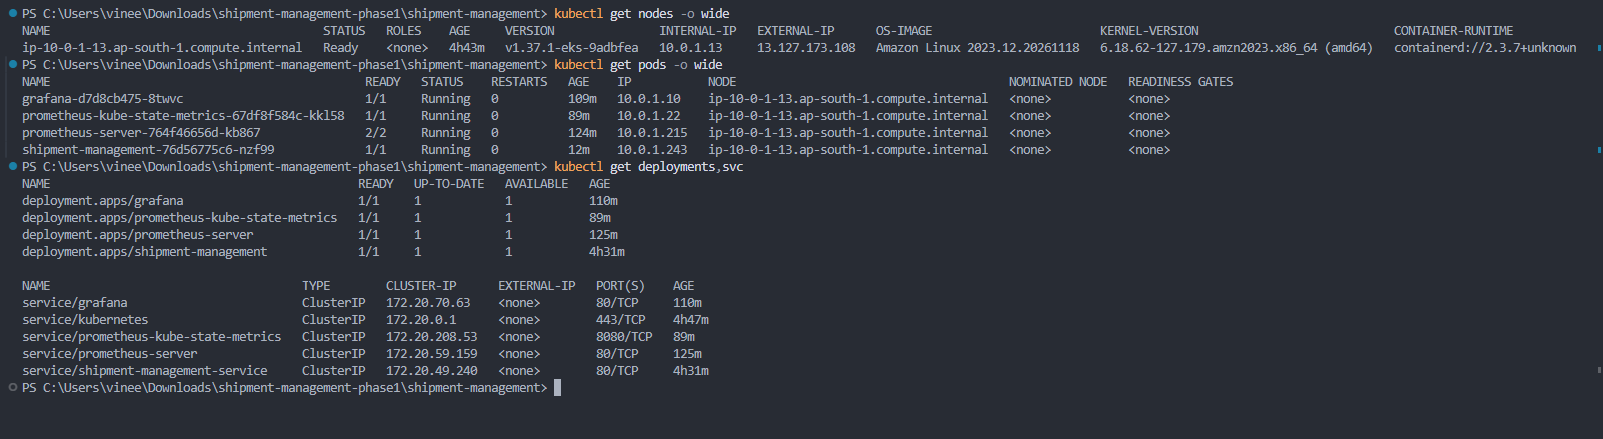 PS C:\Users\vinee\Downloads\shipment-management-phase1\shipment-management> kubectl get nodes -o wide
NAME STATUS ROLES AGE VERSION INTERNAL-IP EXTERNAL-IP OS-IMAGE KERNEL-VERSION CONTAINER-RUNTIME
ip-10-0-1-13.ap-south-1.compute.internal Ready <none> 4h43m v1.37.1-eks-9adbfea 10.0.1.13 13.127.173.108 Amazon Linux 2023.12.20261118 6.18.62-127.179.amzn2023.x86_64 (amd64) containerd://2.3.7+unknown
PS C:\Users\vinee\Downloads\shipment-management-phase1\shipment-management> kubectl get pods -o wide
NAME READY STATUS RESTARTS AGE IP NODE NOMINATED NODE READINESS GATES
grafana-d7d8cb475-8twvc 1/1 Running 0 109m 10.0.1.10 ip-10-0-1-13.ap-south-1.compute.internal <none> <none>
prometheus-kube-state-metrics-67df8f584c-kkl58 1/1 Running 0 89m 10.0.1.22 ip-10-0-1-13.ap-south-1.compute.internal <none> <none>
prometheus-server-764f46656d-kb867 2/2 Running 0 124m 10.0.1.215 ip-10-0-1-13.ap-south-1.compute.internal <none> <none>
shipment-management-76d56775c6-nzf99 1/1 Running 0 12m 10.0.1.243 ip-10-0-1-13.ap-south-1.compute.internal <none> <none>
PS C:\Users\vinee\Downloads\shipment-management-phase1\shipment-management> kubectl get deployments,svc
NAME READY UP-TO-DATE AVAILABLE AGE
deployment.apps/grafana 1/1 1 1 110m
deployment.apps/prometheus-kube-state-metrics 1/1 1 1 89m
deployment.apps/prometheus-server 1/1 1 1 125m
deployment.apps/shipment-management 1/1 1 1 4h31m
NAME TYPE CLUSTER-IP EXTERNAL-IP PORT(S) AGE
service/grafana ClusterIP 172.20.70.63 <none> 80/TCP 110m
service/kubernetes ClusterIP 172.20.0.1 <none> 443/TCP 4h47m
service/prometheus-kube-state-metrics ClusterIP 172.20.208.53 <none> 8080/TCP 89m
service/prometheus-server ClusterIP 172.20.59.159 <none> 80/TCP 125m
service/shipment-management-service ClusterIP 172.20.49.240 <none> 80/TCP 4h31m
PS C:\Users\vinee\Downloads\shipment-management-phase1\shipment-management>